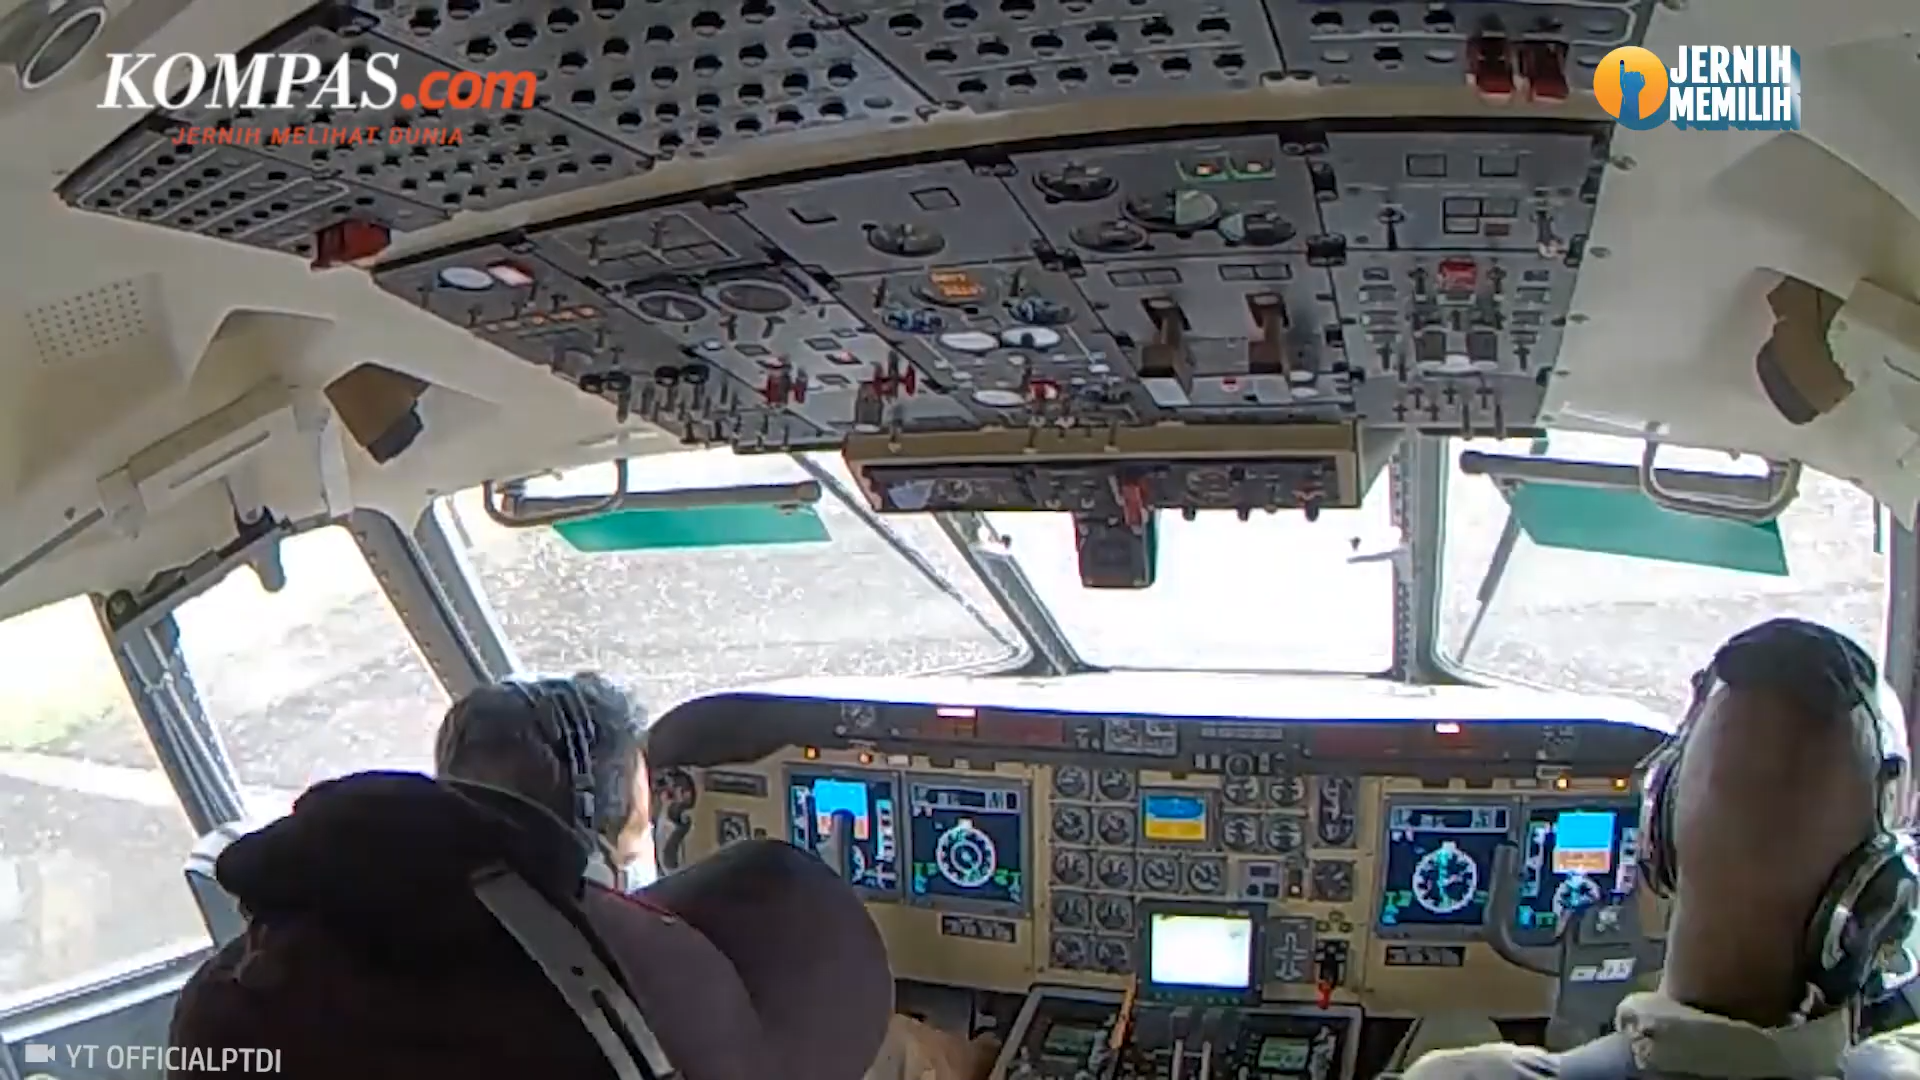 KOMPAS.com
JERNIH MELIHAT DUNIA
JERNIH
MEMILIH
YT OFFICIALPTDI